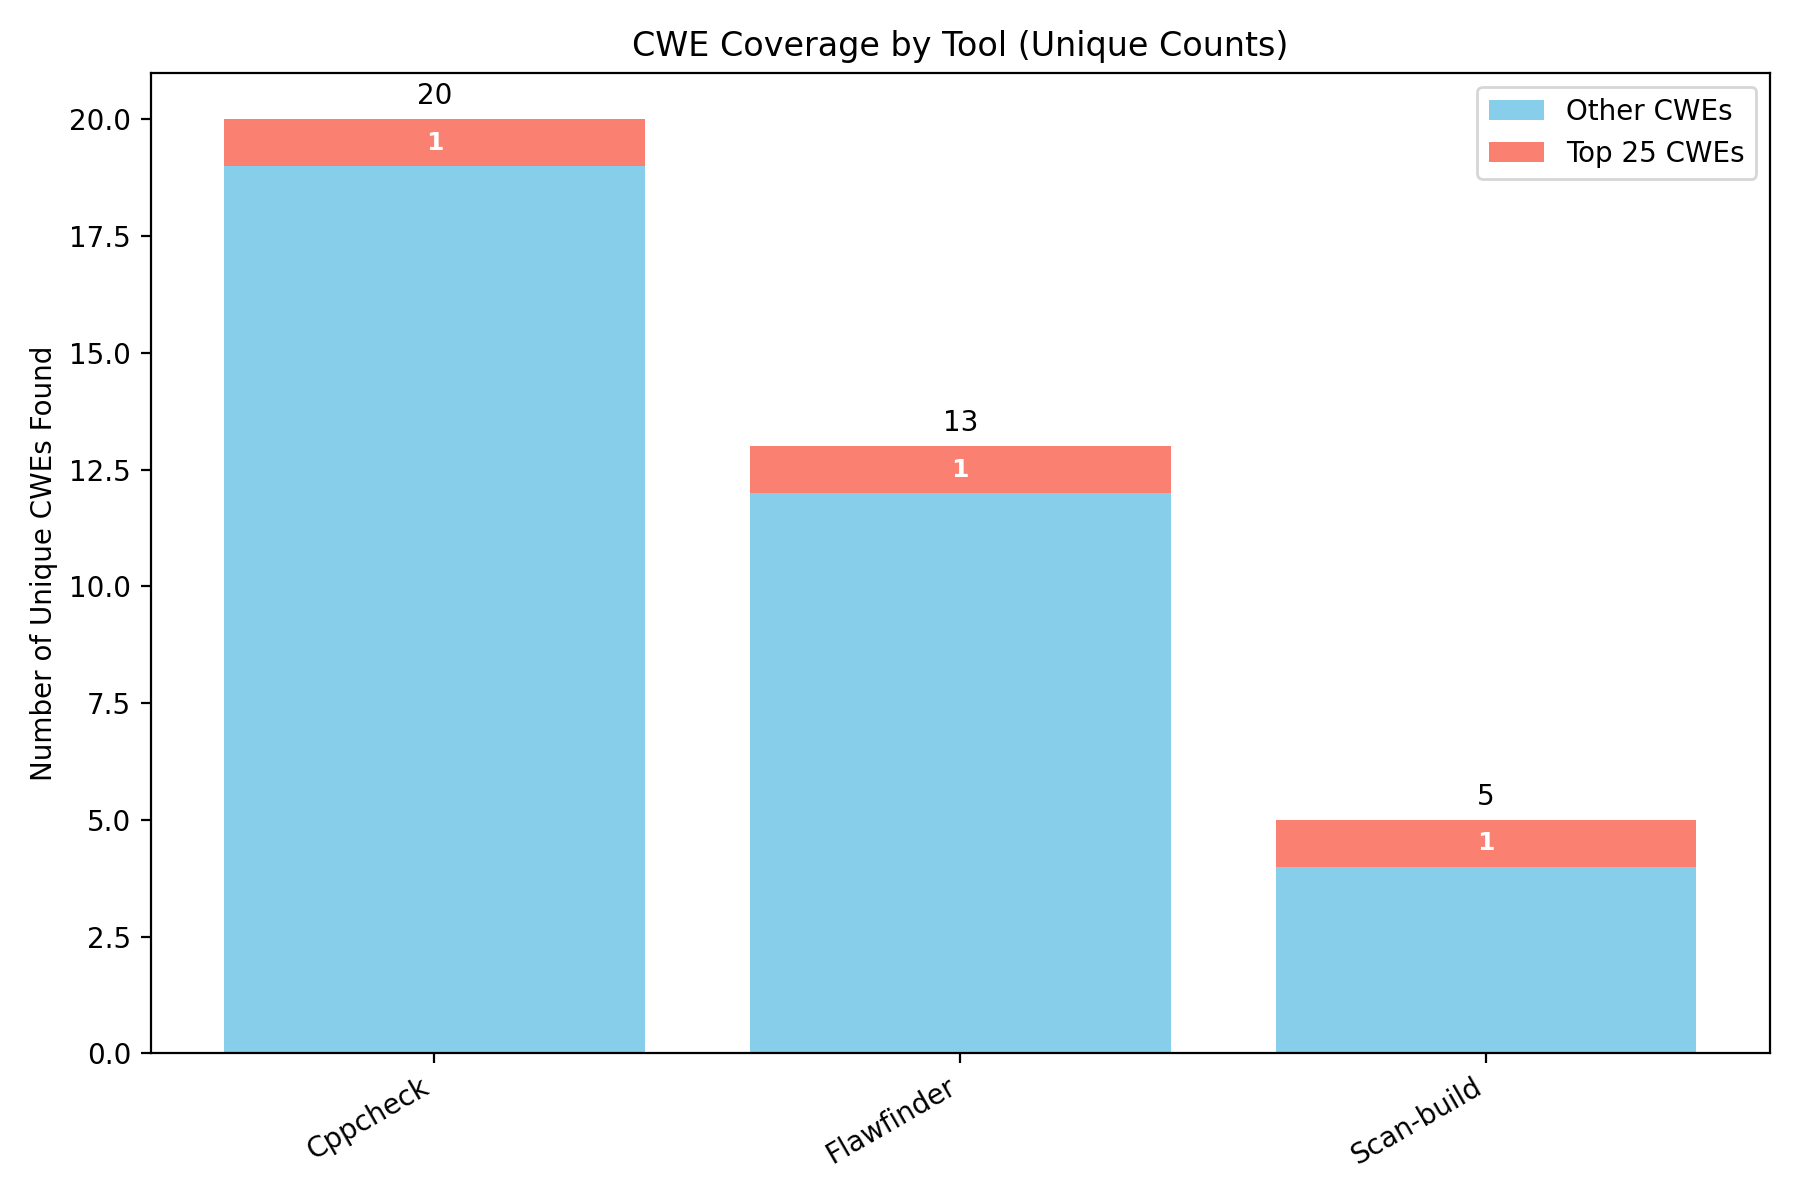 CWE Coverage by Tool (Unique Counts)
Other CWEs
Top 25 CWEs
Number of Unique CWEs Found
20.0
17.5
15.0
12.5
10.0
7.5
5.0
2.5
0.0
20
1
13
1
5
1
Cppcheck
Flawfinder
Scan-build